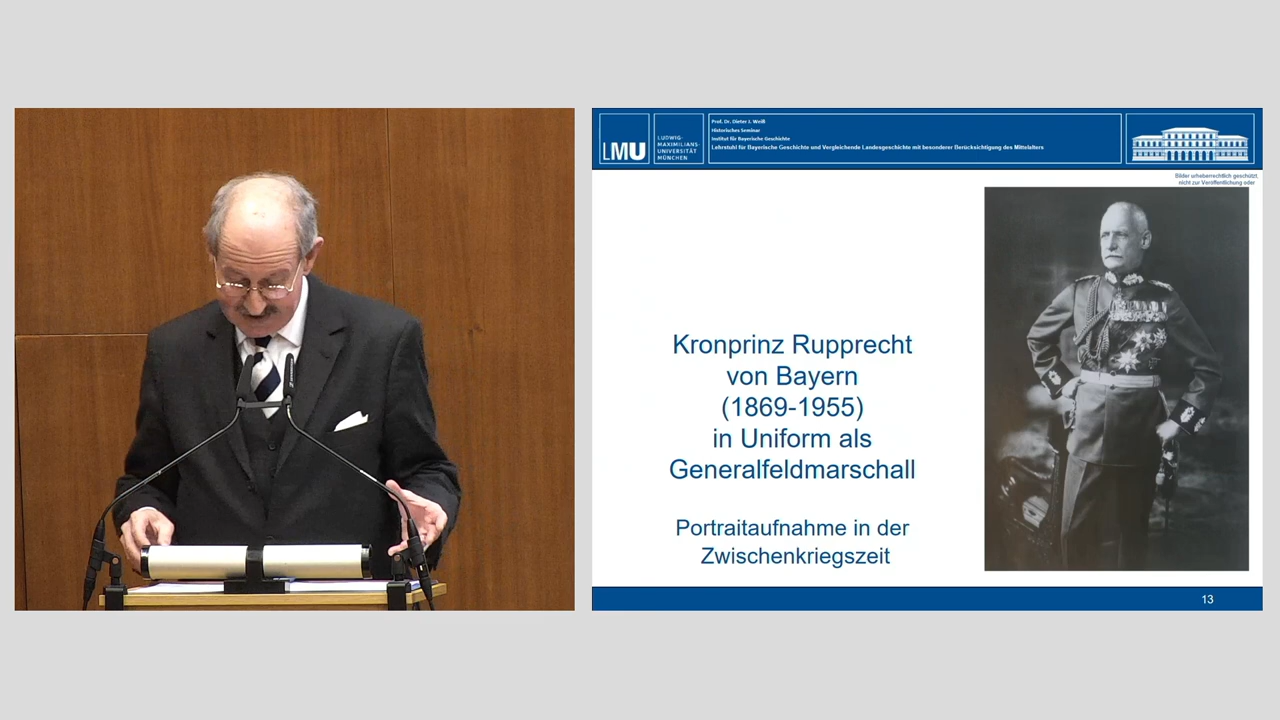 LMU
LUDWIG-
MAXIMILIANS-
UNIVERSITÄT
MÜNCHEN
Prof. Dr. Dieter J. Weiß
Historisches Seminar
Institut für Bayerische Geschichte
Lehrstuhl für Bayerische Geschichte und Vergleichende Landesgeschichte mit besonderer Berücksichtigung des Mittelalters
Bilder urheberrechtlich geschützt,
nicht zur Veröffentlichung oder
Kronprinz Rupprecht
von Bayern
(1869-1955)
in Uniform als
Generalfeldmarschall
Portraitaufnahme in der
Zwischenkriegszeit
13